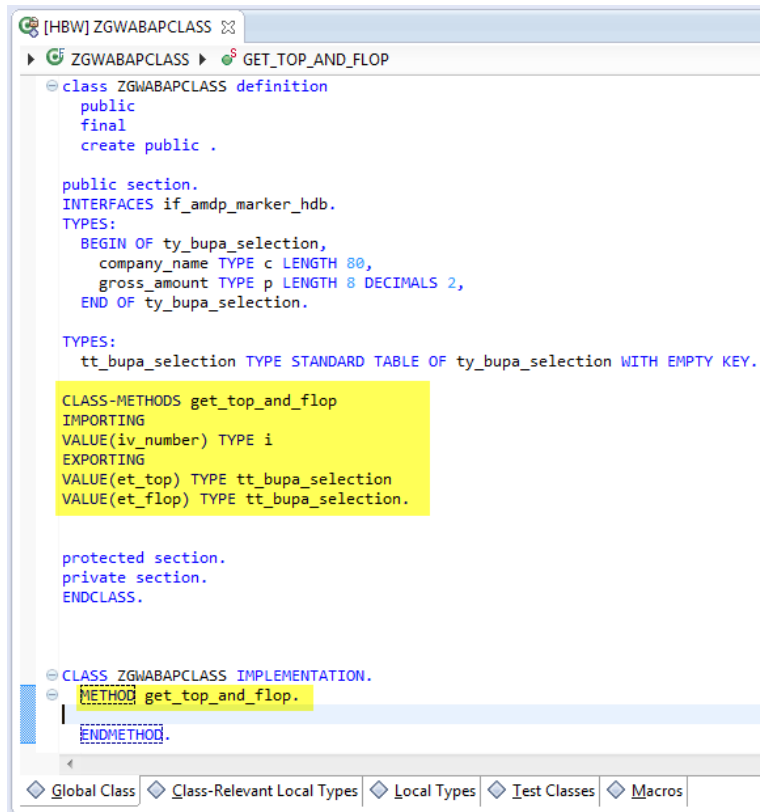 [HBW] ZGWABAPCLASS
ZGWABAPCLASS GET_TOP_AND_FLOP
class ZGWABAPCLASS definition
public
final
create public .
public section.
INTERFACES if_amdp_marker_hdb.
TYPES:
BEGIN OF ty_bupa_selection,
company_name TYPE c LENGTH 80,
gross_amount TYPE p LENGTH 8 DECIMALS 2,
END OF ty_bupa_selection.
TYPES:
tt_bupa_selection TYPE STANDARD TABLE OF ty_bupa_selection WITH EMPTY KEY.
CLASS-METHODS get_top_and_flop
IMPORTING
VALUE(iv_number) TYPE i
EXPORTING
VALUE(et_top) TYPE tt_bupa_selection
VALUE(et_flop) TYPE tt_bupa_selection.
protected section.
private section.
ENDCLASS.
CLASS ZGWABAPCLASS IMPLEMENTATION.
METHOD get_top_and_flop.
ENDMETHOD.
Global Class Class-Relevant Local Types Local Types Test Classes Macros